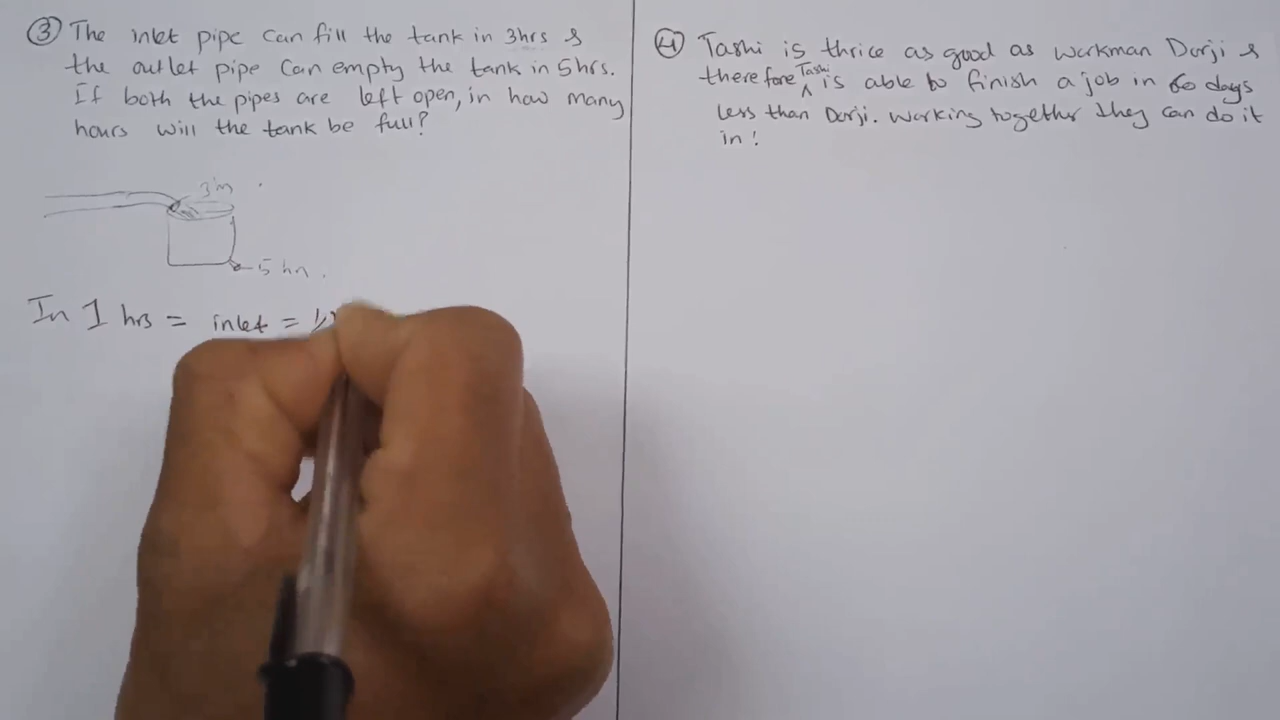 ③ The inlet pipe can fill the tank in 3hrs &
the outlet pipe can empty the tank in 5hrs.
If both the pipes are left open, in how many
hours will the tank be full?
5 hr.
In 1 hrs = inlet =
④ Tashi is thrice as good as workman Dorji &
therefore Tashi is able to finish a job in 60 days
less than Dorji. Working together they can do it
in!